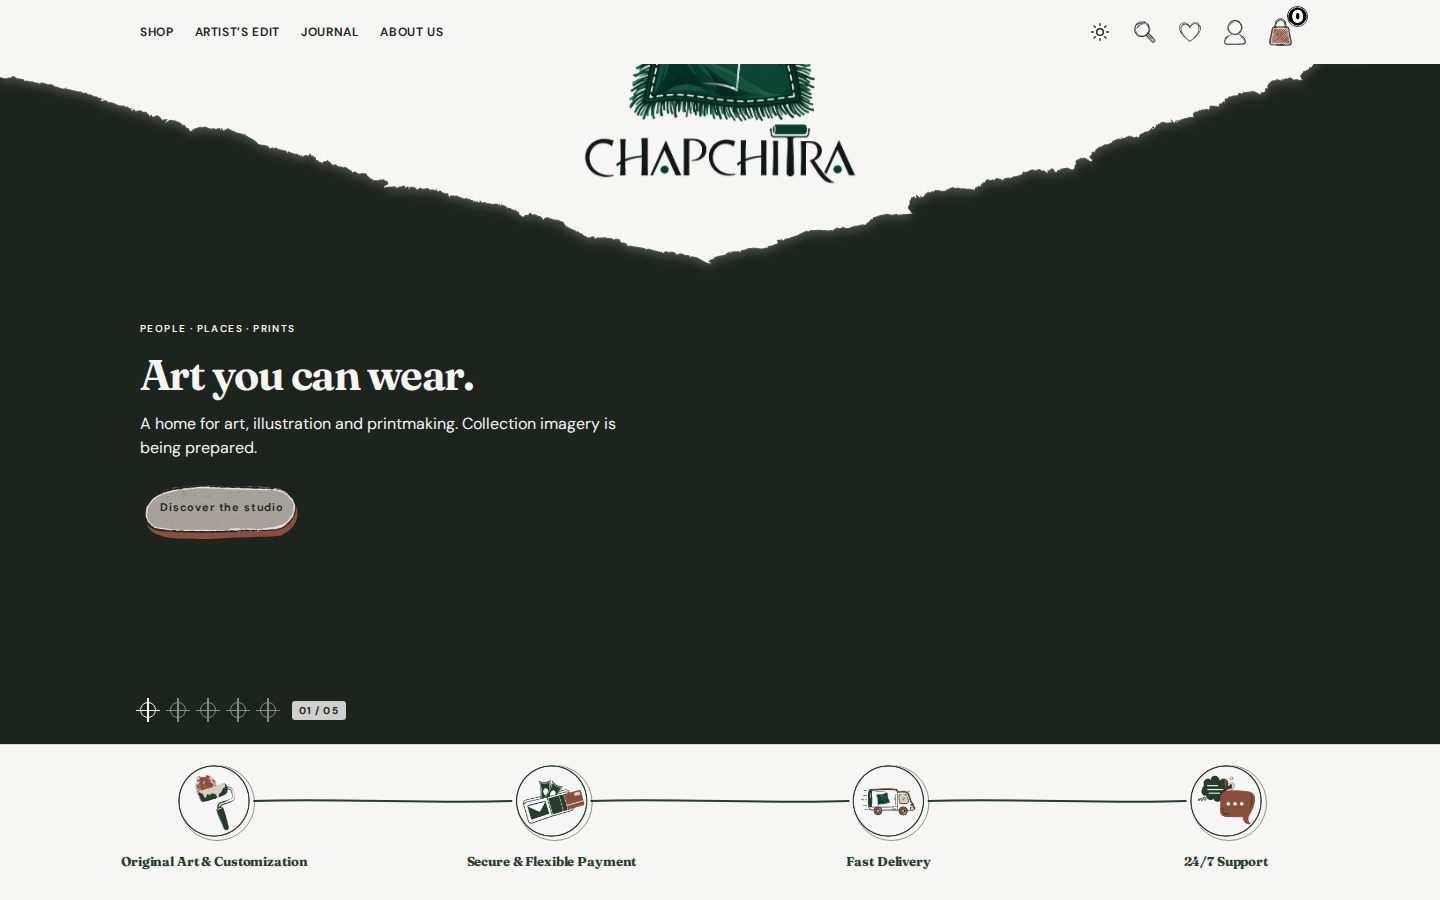 SHOP ARTIST'S EDIT JOURNAL ABOUT US
0
CHAPCHITRA
PEOPLE · PLACES · PRINTS
Art you can wear.
A home for art, illustration and printmaking. Collection imagery is
being prepared.
Discover the studio
01 / 05
Original Art & Customization
Secure & Flexible Payment
Fast Delivery
24/7 Support